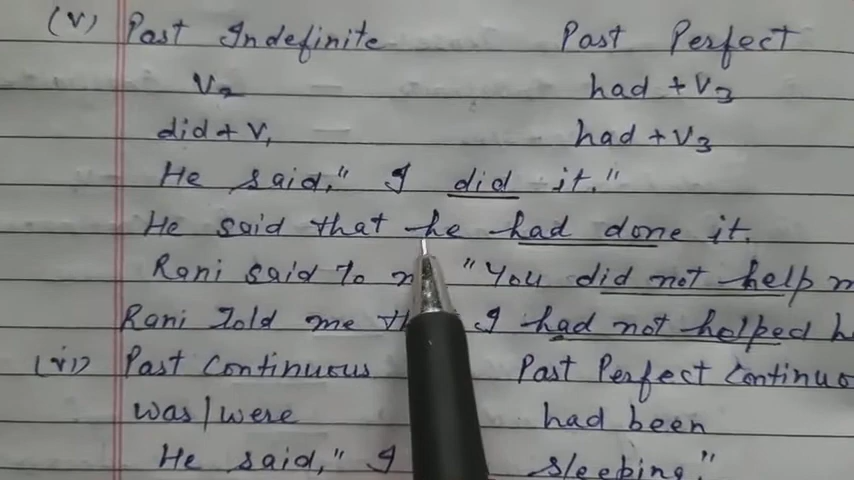 (v) Past Indefinite Past Perfect
V2 had + V3
did + V, had + V3
He said," I did it."
He said that he had done it.
Rani said to "You did not help
Rani told me I had not helped
(vi) Past Continuous Past Perfect Continuo
was/were had been
He said," I sleeping."